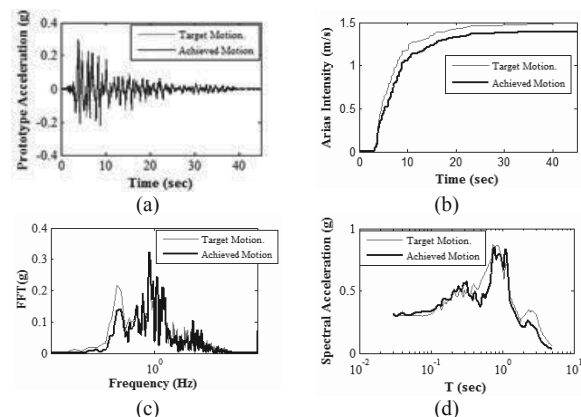 (a)
Prototype Acceleration (g)
0.4
0.2
0
-0.2
-0.4
Target Motion.
Achieved Motion
0 10 20 30 40
Time (sec)
(a)
(b)
Arias Intensity (m/s)
1.5
1
0.5
0
Target Motion.
Achieved Motion
0 10 20 30 40
Time (sec)
(b)
FFT(g)
0.4
0.3
0.2
0.1
0
Target Motion.
Achieved Motion
10^0
Frequency (Hz)
(c)
Spectral Acceleration (g)
1
0.5
0
Target Motion.
Achieved Motion
10^-2 10^-1 10^0 10^1
T (sec)
(d)